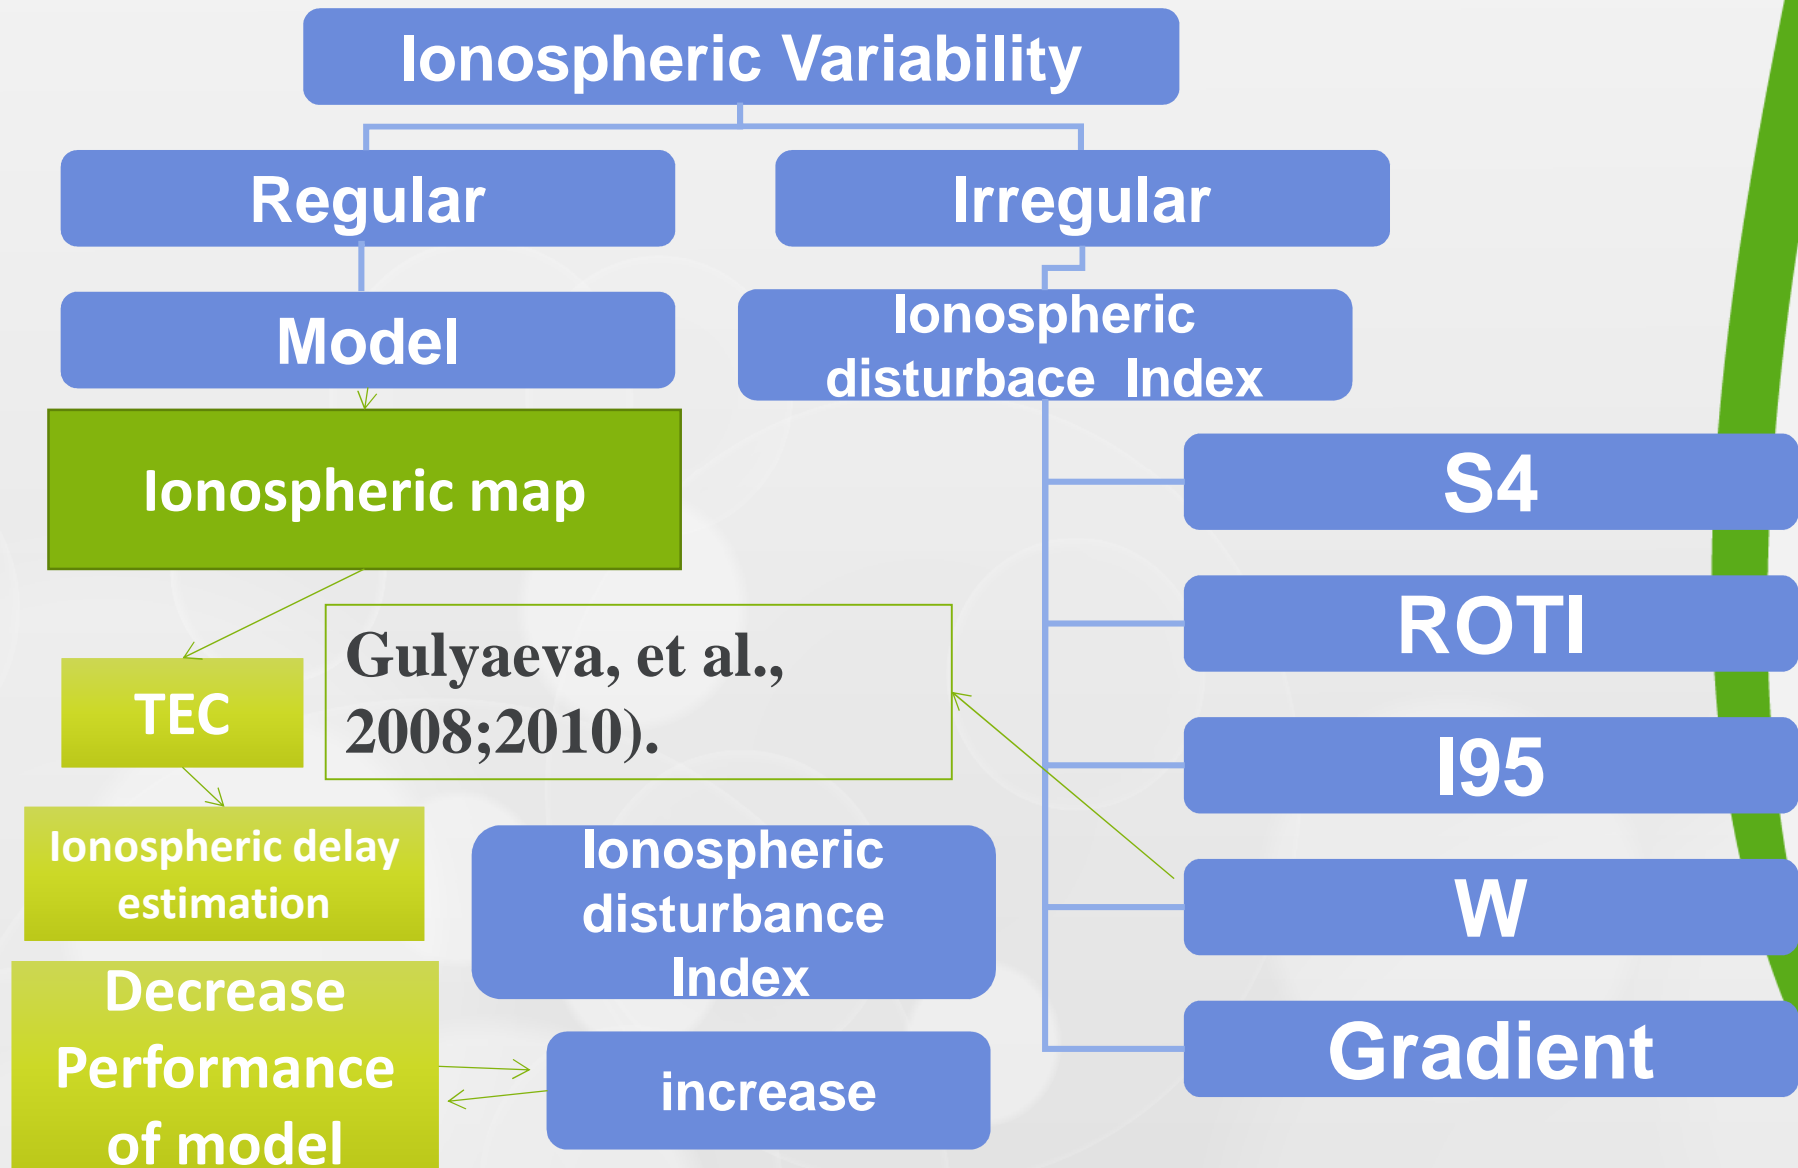 Ionospheric Variability
Regular
Irregular
Model
Ionospheric
disturbace Index
Ionospheric map
S4
ROTI
Gulyaeva, et al.,
2008;2010).
TEC
I95
Ionospheric delay
estimation
Ionospheric
disturbance
Index
W
Decrease
Performance
of model
increase
Gradient